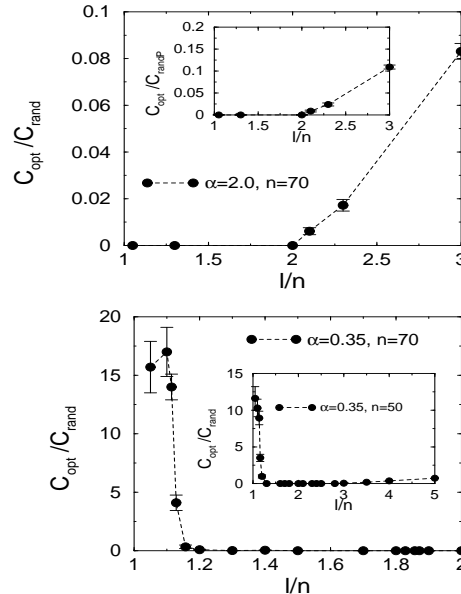 0.1
0.08
0.06
0.04
0.02
0
C_opt/C_rand
0.2
0.15
0.1
0.05
0
C_opt/C_randP
1 1.5 2 2.5 3
l/n
α=2.0, n=70
1 1.5 2 2.5 3
l/n
20
15
10
5
0
C_opt/C_rand
α=0.35, n=70
15
10
5
0
C_opt/C_rand
α=0.35, n=50
1 2 3 4 5
l/n
1 1.2 1.4 1.6 1.8 2
l/n